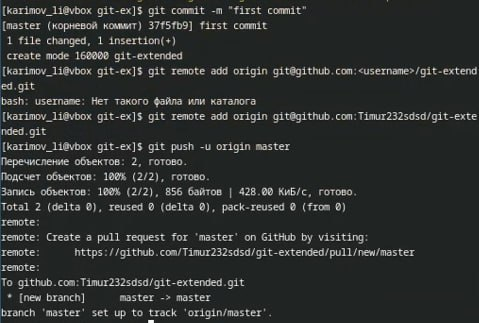 [karimov_li@vbox git-ex]$ git commit -m "first commit"
[master (корневой коммит) 37f5fb9] first commit
 1 file changed, 1 insertion(+)
 create mode 160000 git-extended
[karimov_li@vbox git-ex]$ git remote add origin git@github.com:<username>/git-extend
ed.git
bash: username: Нет такого файла или каталога
[karimov_li@vbox git-ex]$ git remote add origin git@github.com:Timur232sdsd/git-exte
nded.git
[karimov_li@vbox git-ex]$ git push -u origin master
Перечисление объектов: 2, готово.
Подсчет объектов: 100% (2/2), готово.
Запись объектов: 100% (2/2), 856 байтов | 428.00 КиБ/с, готово.
Total 2 (delta 0), reused 0 (delta 0), pack-reused 0 (from 0)
remote:
remote: Create a pull request for 'master' on GitHub by visiting:
remote:      https://github.com/Timur232sdsd/git-extended/pull/new/master
remote:
To github.com:Timur232sdsd/git-extended.git
 * [new branch]      master -> master
branch 'master' set up to track 'origin/master'.